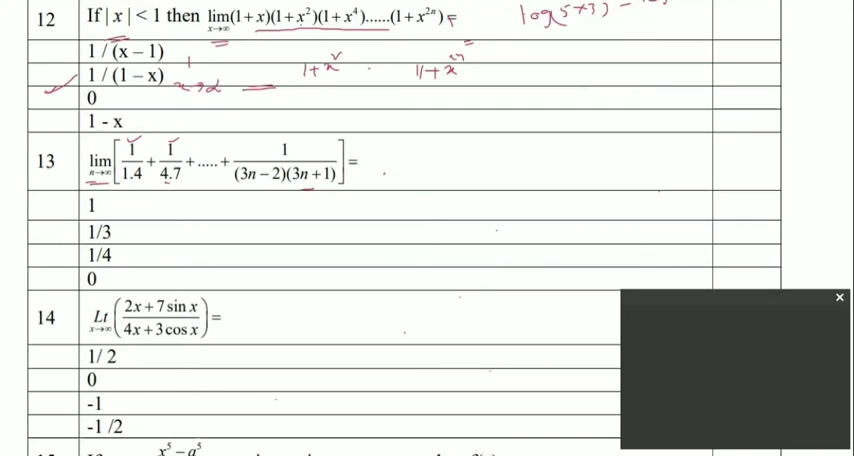 12 If | x | < 1 then lim x→∞ (1 + x)(1 + x²)(1 + x⁴)......(1 + x²ⁿ) =
1 / (x – 1)
1 / (1 – x)
1 + x
0
1 - x
13 lim n→∞ [ 1/1.4 + 1/4.7 + ..... + 1/((3n – 2)(3n + 1)) ] =
1
1/3
1/4
0
14 Lt x→∞ ( (2x + 7 sin x)/(4x + 3 cos x) ) =
1/ 2
0
-1
-1 /2
x⁵ – a⁵